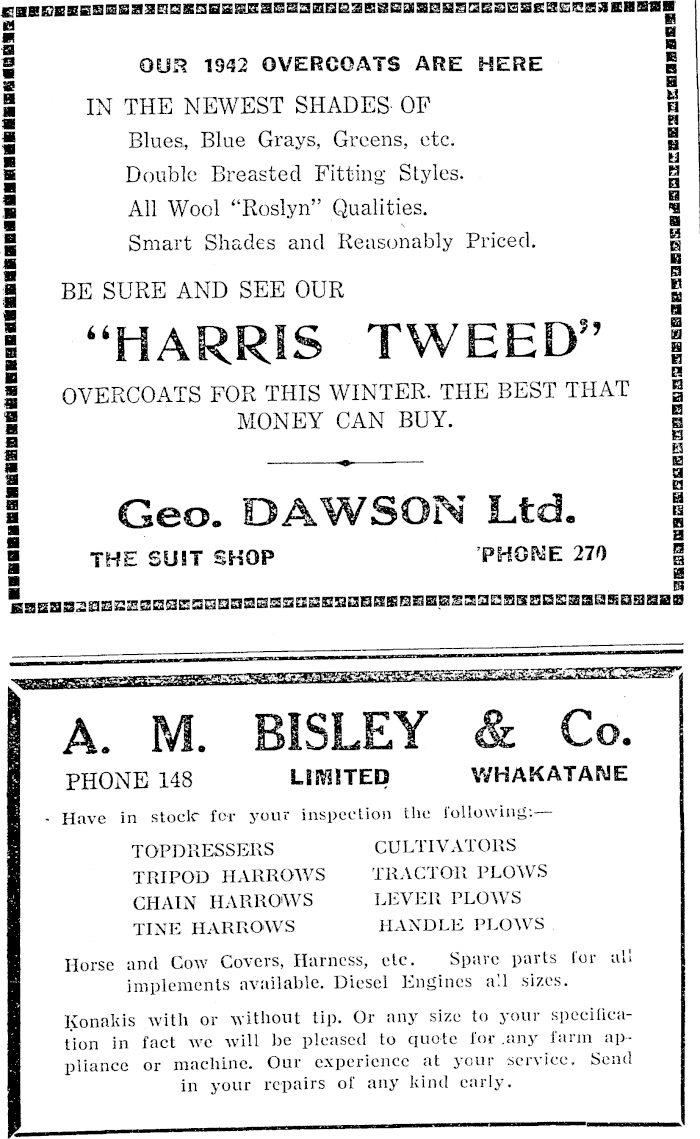 OUR 1942 OVERCOATS ARE HERE
IN THE NEWEST SHADES OF
Blues, Blue Grays, Greens, etc.
Double Breasted Fitting Styles.
All Wool “Roslyn” Qualities.
Smart Shades and Reasonably Priced.
BE SURE AND SEE OUR
“HARRIS TWEED”
OVERCOATS FOR THIS WINTER. THE BEST THAT
MONEY CAN BUY.
Geo. DAWSON Ltd.
THE SUIT SHOP 'PHONE 270
A. M. BISLEY & Co.
PHONE 148 LIMITED WHAKATANE
Have in stock for your inspection the following:—
TOPDRESSERS CULTIVATORS
TRIPOD HARROWS TRACTOR PLOWS
CHAIN HARROWS LEVER PLOWS
TINE HARROWS HANDLE PLOWS
Horse and Cow Covers, Harness, etc. Spare parts for all
implements available. Diesel Engines all sizes.
Konakis with or without tip. Or any size to your specifica-
tion in fact we will be pleased to quote for any farm ap-
pliance or machine. Our experience at your service. Send
in your repairs of any kind early.